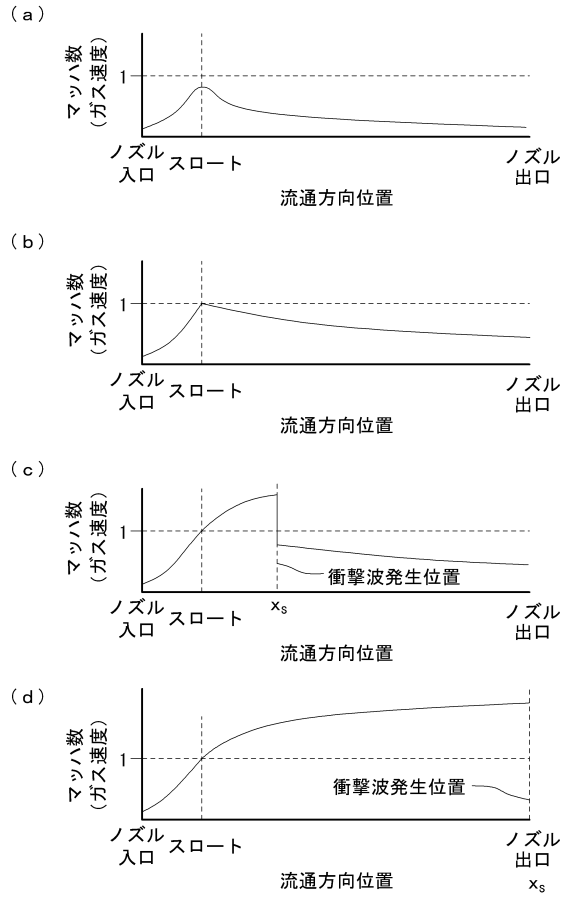 (a)
マッハ数
(ガス速度)
1
ノズル
入口
スロート
ノズル
出口
流通方向位置
(b)
マッハ数
(ガス速度)
1
ノズル
入口
スロート
ノズル
出口
流通方向位置
(c)
マッハ数
(ガス速度)
1
衝撃波発生位置
ノズル
入口
スロート
xS
ノズル
出口
流通方向位置
(d)
マッハ数
(ガス速度)
1
衝撃波発生位置
ノズル
入口
スロート
ノズル
出口
流通方向位置
xS